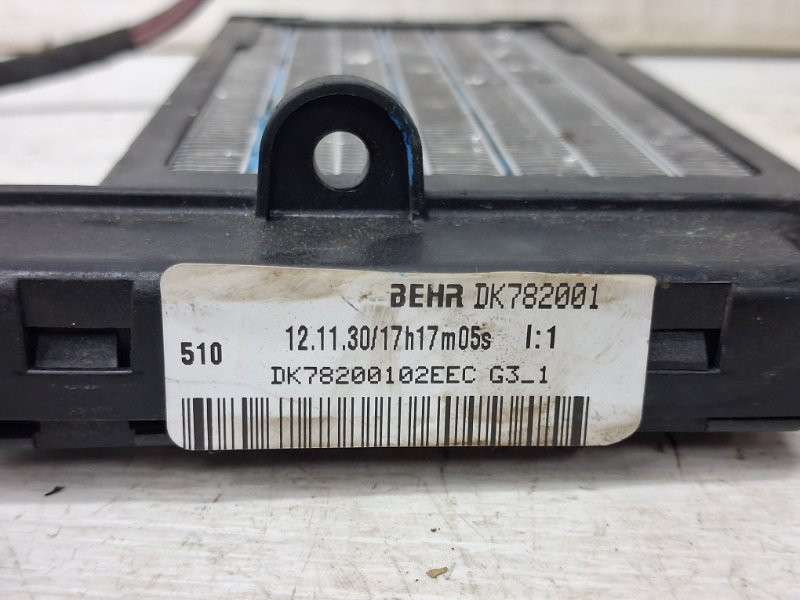 BEHR DK782001
12.11.30/17h17m05s I:1
510
DK78200102EEC G3_1